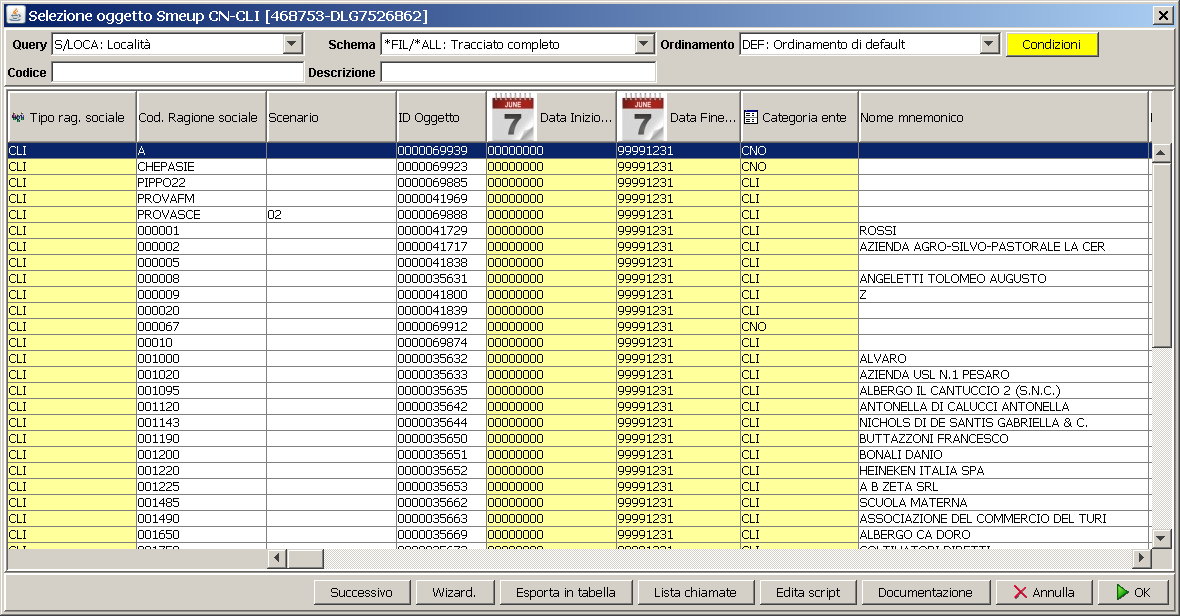 Selezione oggetto Smeup CN-CLI [468753-DLG7526862]
Query S/LOCA: Località Schema *FIL/*ALL: Tracciato completo Ordinamento DEF: Ordinamento di default Condizioni
Codice Descrizione
Tipo rag. sociale Cod. Ragione sociale Scenario ID Oggetto JUNE 7 Data Inizio... JUNE 7 Data Fine... Categoria ente Nome mnemonico
CLI A 0000069939 00000000 99991231 CNO
CLI CHEPASIE 0000069923 00000000 99991231 CNO
CLI PIPPO22 0000069885 00000000 99991231 CLI
CLI PROVAFM 0000041969 00000000 99991231 CLI
CLI PROVASCE 02 0000069888 00000000 99991231 CLI
CLI 000001 0000041729 00000000 99991231 CLI ROSSI
CLI 000002 0000041717 00000000 99991231 CLI AZIENDA AGRO-SILVO-PASTORALE LA CER
CLI 000005 0000041838 00000000 99991231 CLI
CLI 000008 0000035631 00000000 99991231 CLI ANGELETTI TOLOMEO AUGUSTO
CLI 000009 0000041800 00000000 99991231 CLI Z
CLI 000020 0000041839 00000000 99991231 CLI
CLI 000067 0000069912 00000000 99991231 CNO
CLI 00010 0000069874 00000000 99991231 CLI
CLI 001000 0000035632 00000000 99991231 CLI ALVARO
CLI 001020 0000035633 00000000 99991231 CLI AZIENDA USL N.1 PESARO
CLI 001095 0000035635 00000000 99991231 CLI ALBERGO IL CANTUCCIO 2 (S.N.C.)
CLI 001120 0000035642 00000000 99991231 CLI ANTONELLA DI CALUCCI ANTONELLA
CLI 001143 0000035644 00000000 99991231 CLI NICHOLS DI DE SANTIS GABRIELLA & C.
CLI 001190 0000035650 00000000 99991231 CLI BUTTAZZONI FRANCESCO
CLI 001200 0000035651 00000000 99991231 CLI BONALI DANIO
CLI 001220 0000035652 00000000 99991231 CLI HEINEKEN ITALIA SPA
CLI 001225 0000035653 00000000 99991231 CLI A B ZETA SRL
CLI 001485 0000035662 00000000 99991231 CLI SCUOLA MATERNA
CLI 001490 0000035663 00000000 99991231 CLI ASSOCIAZIONE DEL COMMERCIO DEL TURI
CLI 001650 0000035669 00000000 99991231 CLI ALBERGO CA DORO
Successivo Wizard. Esporta in tabella Lista chiamate Edita script Documentazione Annulla OK